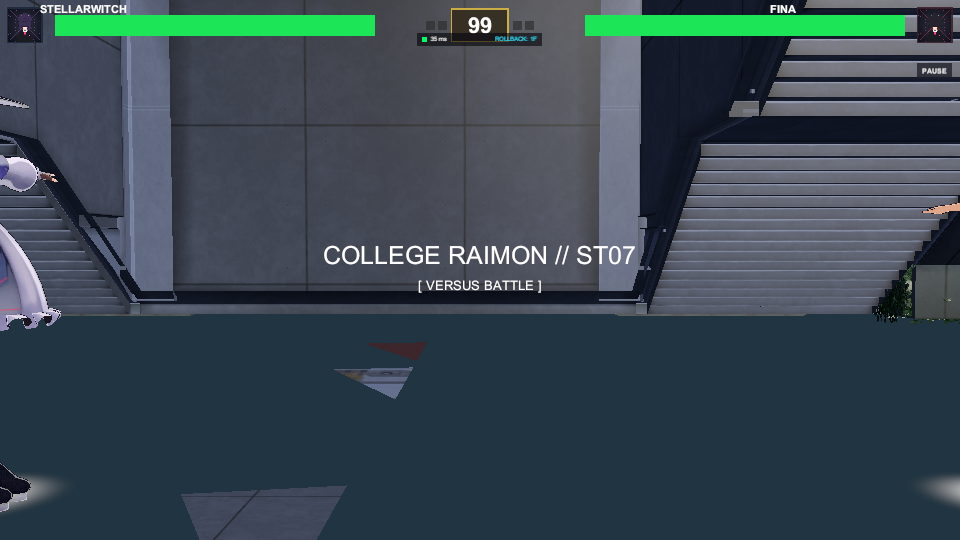 STELLARWITCH
99
FINA
35 ms
ROLLBACK: 1F
PAUSE
COLLEGE RAIMON // ST07
[ VERSUS BATTLE ]